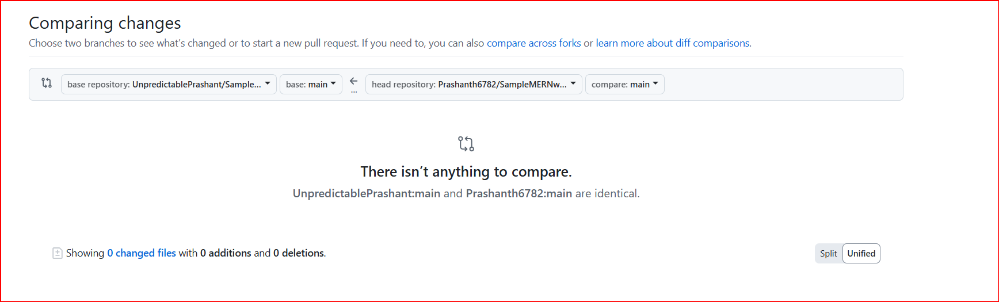 Comparing changes
Choose two branches to see what’s changed or to start a new pull request. If you need to, you can also compare across forks or learn more about diff comparisons.
base repository: UnpredictablePrashant/Sample... base: main ... head repository: Prashanth6782/SampleMERNw... compare: main
There isn’t anything to compare.
UnpredictablePrashant:main and Prashanth6782:main are identical.
Showing 0 changed files with 0 additions and 0 deletions. Split Unified